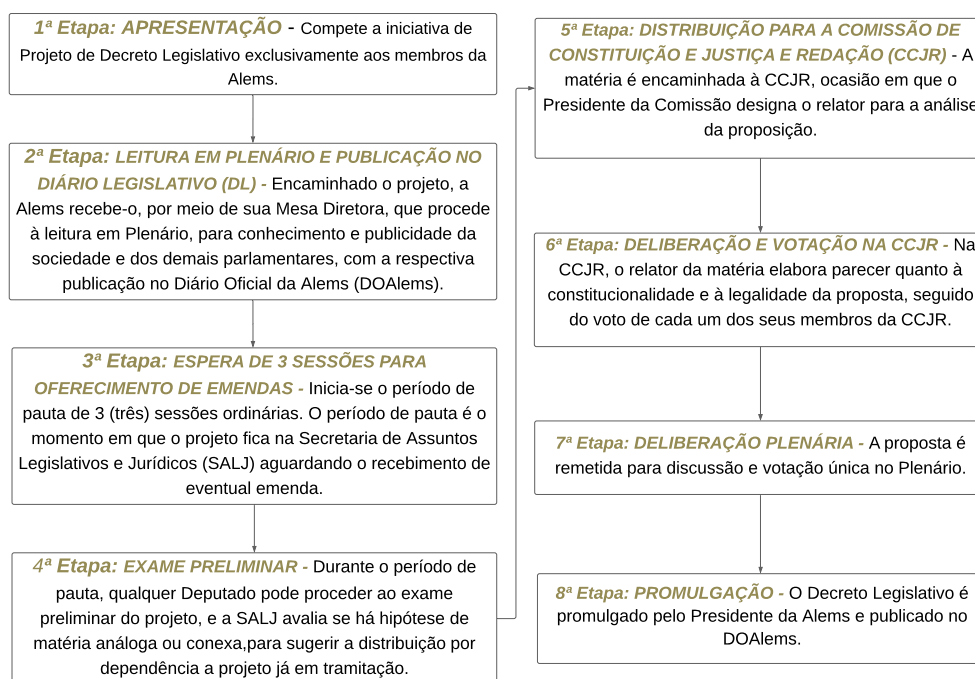 1ª Etapa: APRESENTAÇÃO - Compete a iniciativa de
Projeto de Decreto Legislativo exclusivamente aos membros da
Alems.
2ª Etapa: LEITURA EM PLENÁRIO E PUBLICAÇÃO NO
DIÁRIO LEGISLATIVO (DL) - Encaminhado o projeto, a
Alems recebe-o, por meio de sua Mesa Diretora, que procede
à leitura em Plenário, para conhecimento e publicidade da
sociedade e dos demais parlamentares, com a respectiva
publicação no Diário Oficial da Alems (DOAlems).
3ª Etapa: ESPERA DE 3 SESSÕES PARA
OFERECIMENTO DE EMENDAS - Inicia-se o período de
pauta de 3 (três) sessões ordinárias. O período de pauta é o
momento em que o projeto fica na Secretaria de Assuntos
Legislativos e Jurídicos (SALJ) aguardando o recebimento de
eventual emenda.
4ª Etapa: EXAME PRELIMINAR - Durante o período de
pauta, qualquer Deputado pode proceder ao exame
preliminar do projeto, e a SALJ avalia se há hipótese de
matéria análoga ou conexa,para sugerir a distribuição por
dependência a projeto já em tramitação.
5ª Etapa: DISTRIBUIÇÃO PARA A COMISSÃO DE
CONSTITUIÇÃO E JUSTIÇA E REDAÇÃO (CCJR) - A
matéria é encaminhada à CCJR, ocasião em que o
Presidente da Comissão designa o relator para a análise
da proposição.
6ª Etapa: DELIBERAÇÃO E VOTAÇÃO NA CCJR - Na
CCJR, o relator da matéria elabora parecer quanto à
constitucionalidade e à legalidade da proposta, seguido
do voto de cada um dos seus membros da CCJR.
7ª Etapa: DELIBERAÇÃO PLENÁRIA - A proposta é
remetida para discussão e votação única no Plenário.
8ª Etapa: PROMULGAÇÃO - O Decreto Legislativo é
promulgado pelo Presidente da Alems e publicado no
DOAlems.